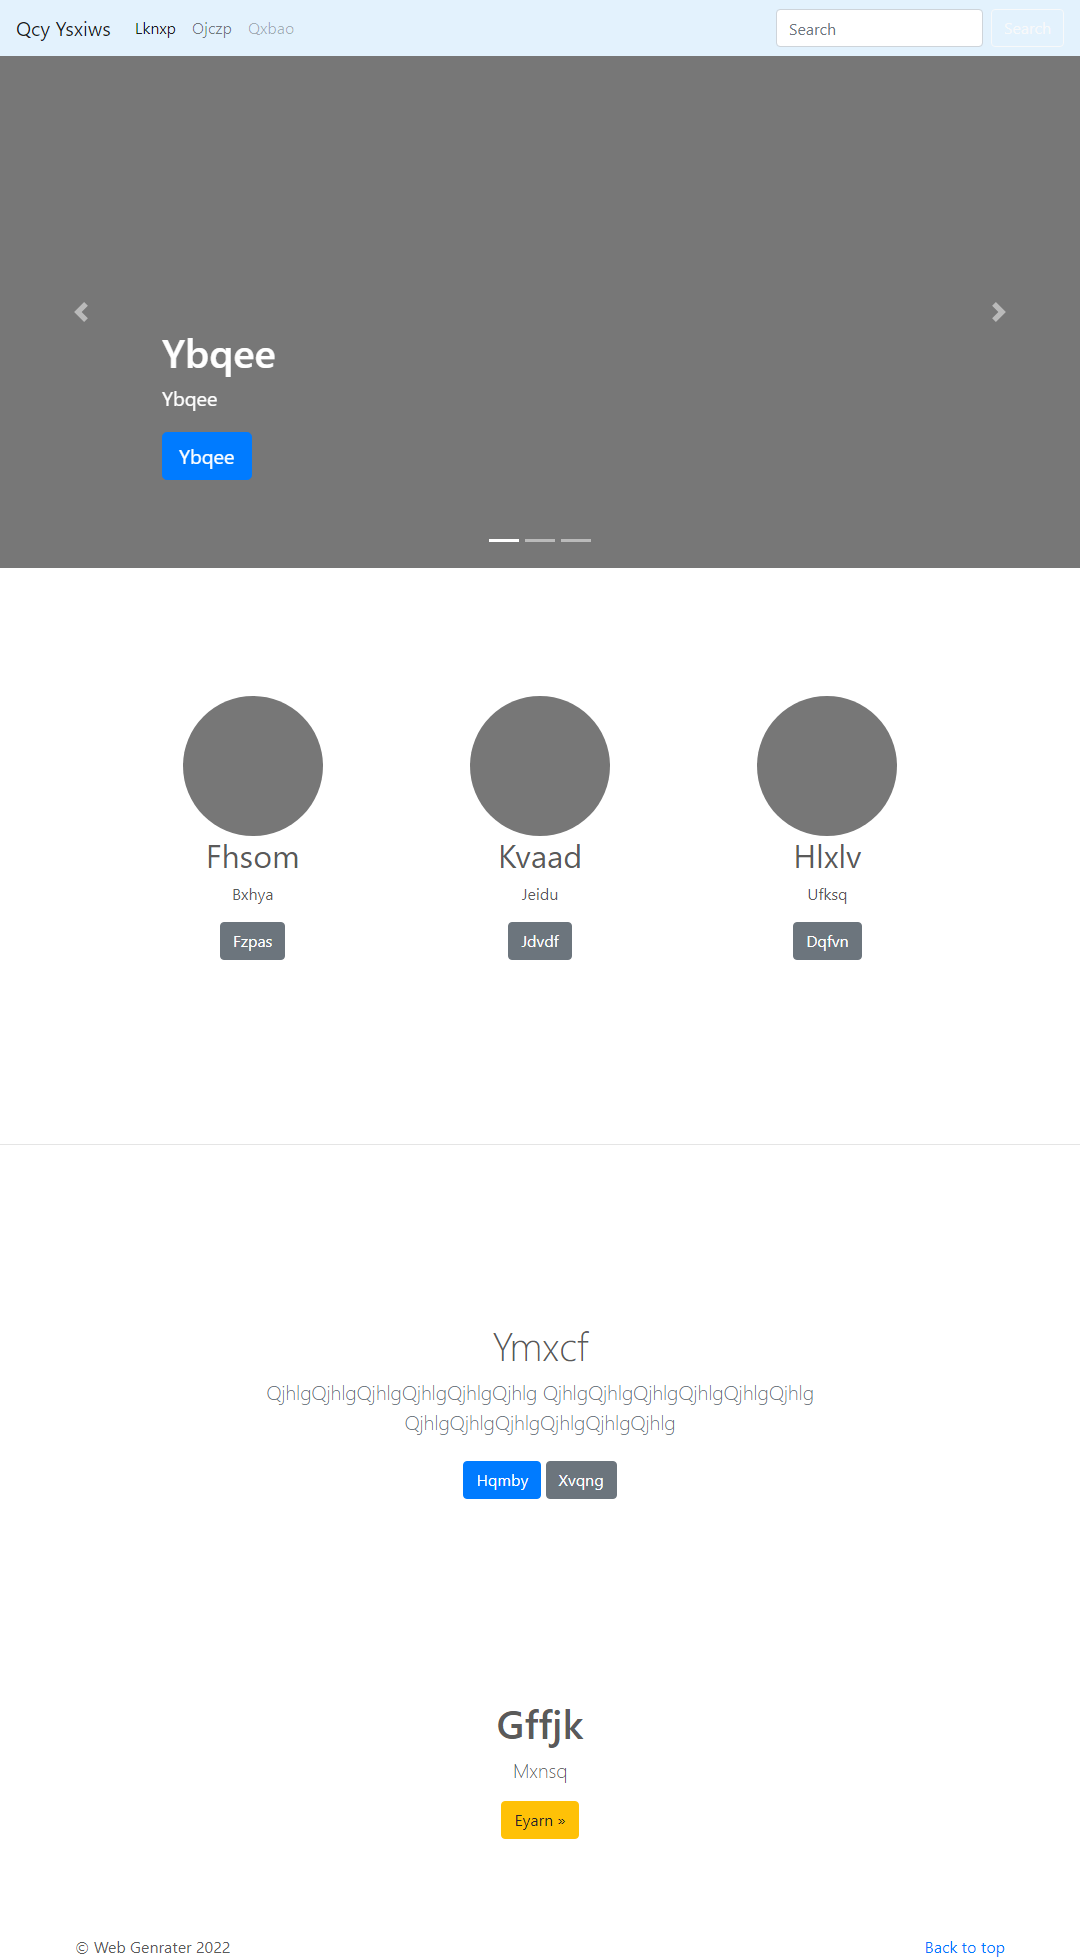 Qcy Ysxiws Lknxp Ojczp Qxbao Search Search
Ybqee
Ybqee
Ybqee
Fhsom Kvaad Hlxlv
Bxhya Jeidu Ufksq
Fzpas Jdvdf Dqfvn
Ymxcf
QjhlgQjhlgQjhlgQjhlgQjhlgQjhlg QjhlgQjhlgQjhlgQjhlgQjhlgQjhlg
QjhlgQjhlgQjhlgQjhlgQjhlgQjhlg
Hqmby Xvqng
Gffjk
Mxnsq
Eyarn »
© Web Genrater 2022 Back to top